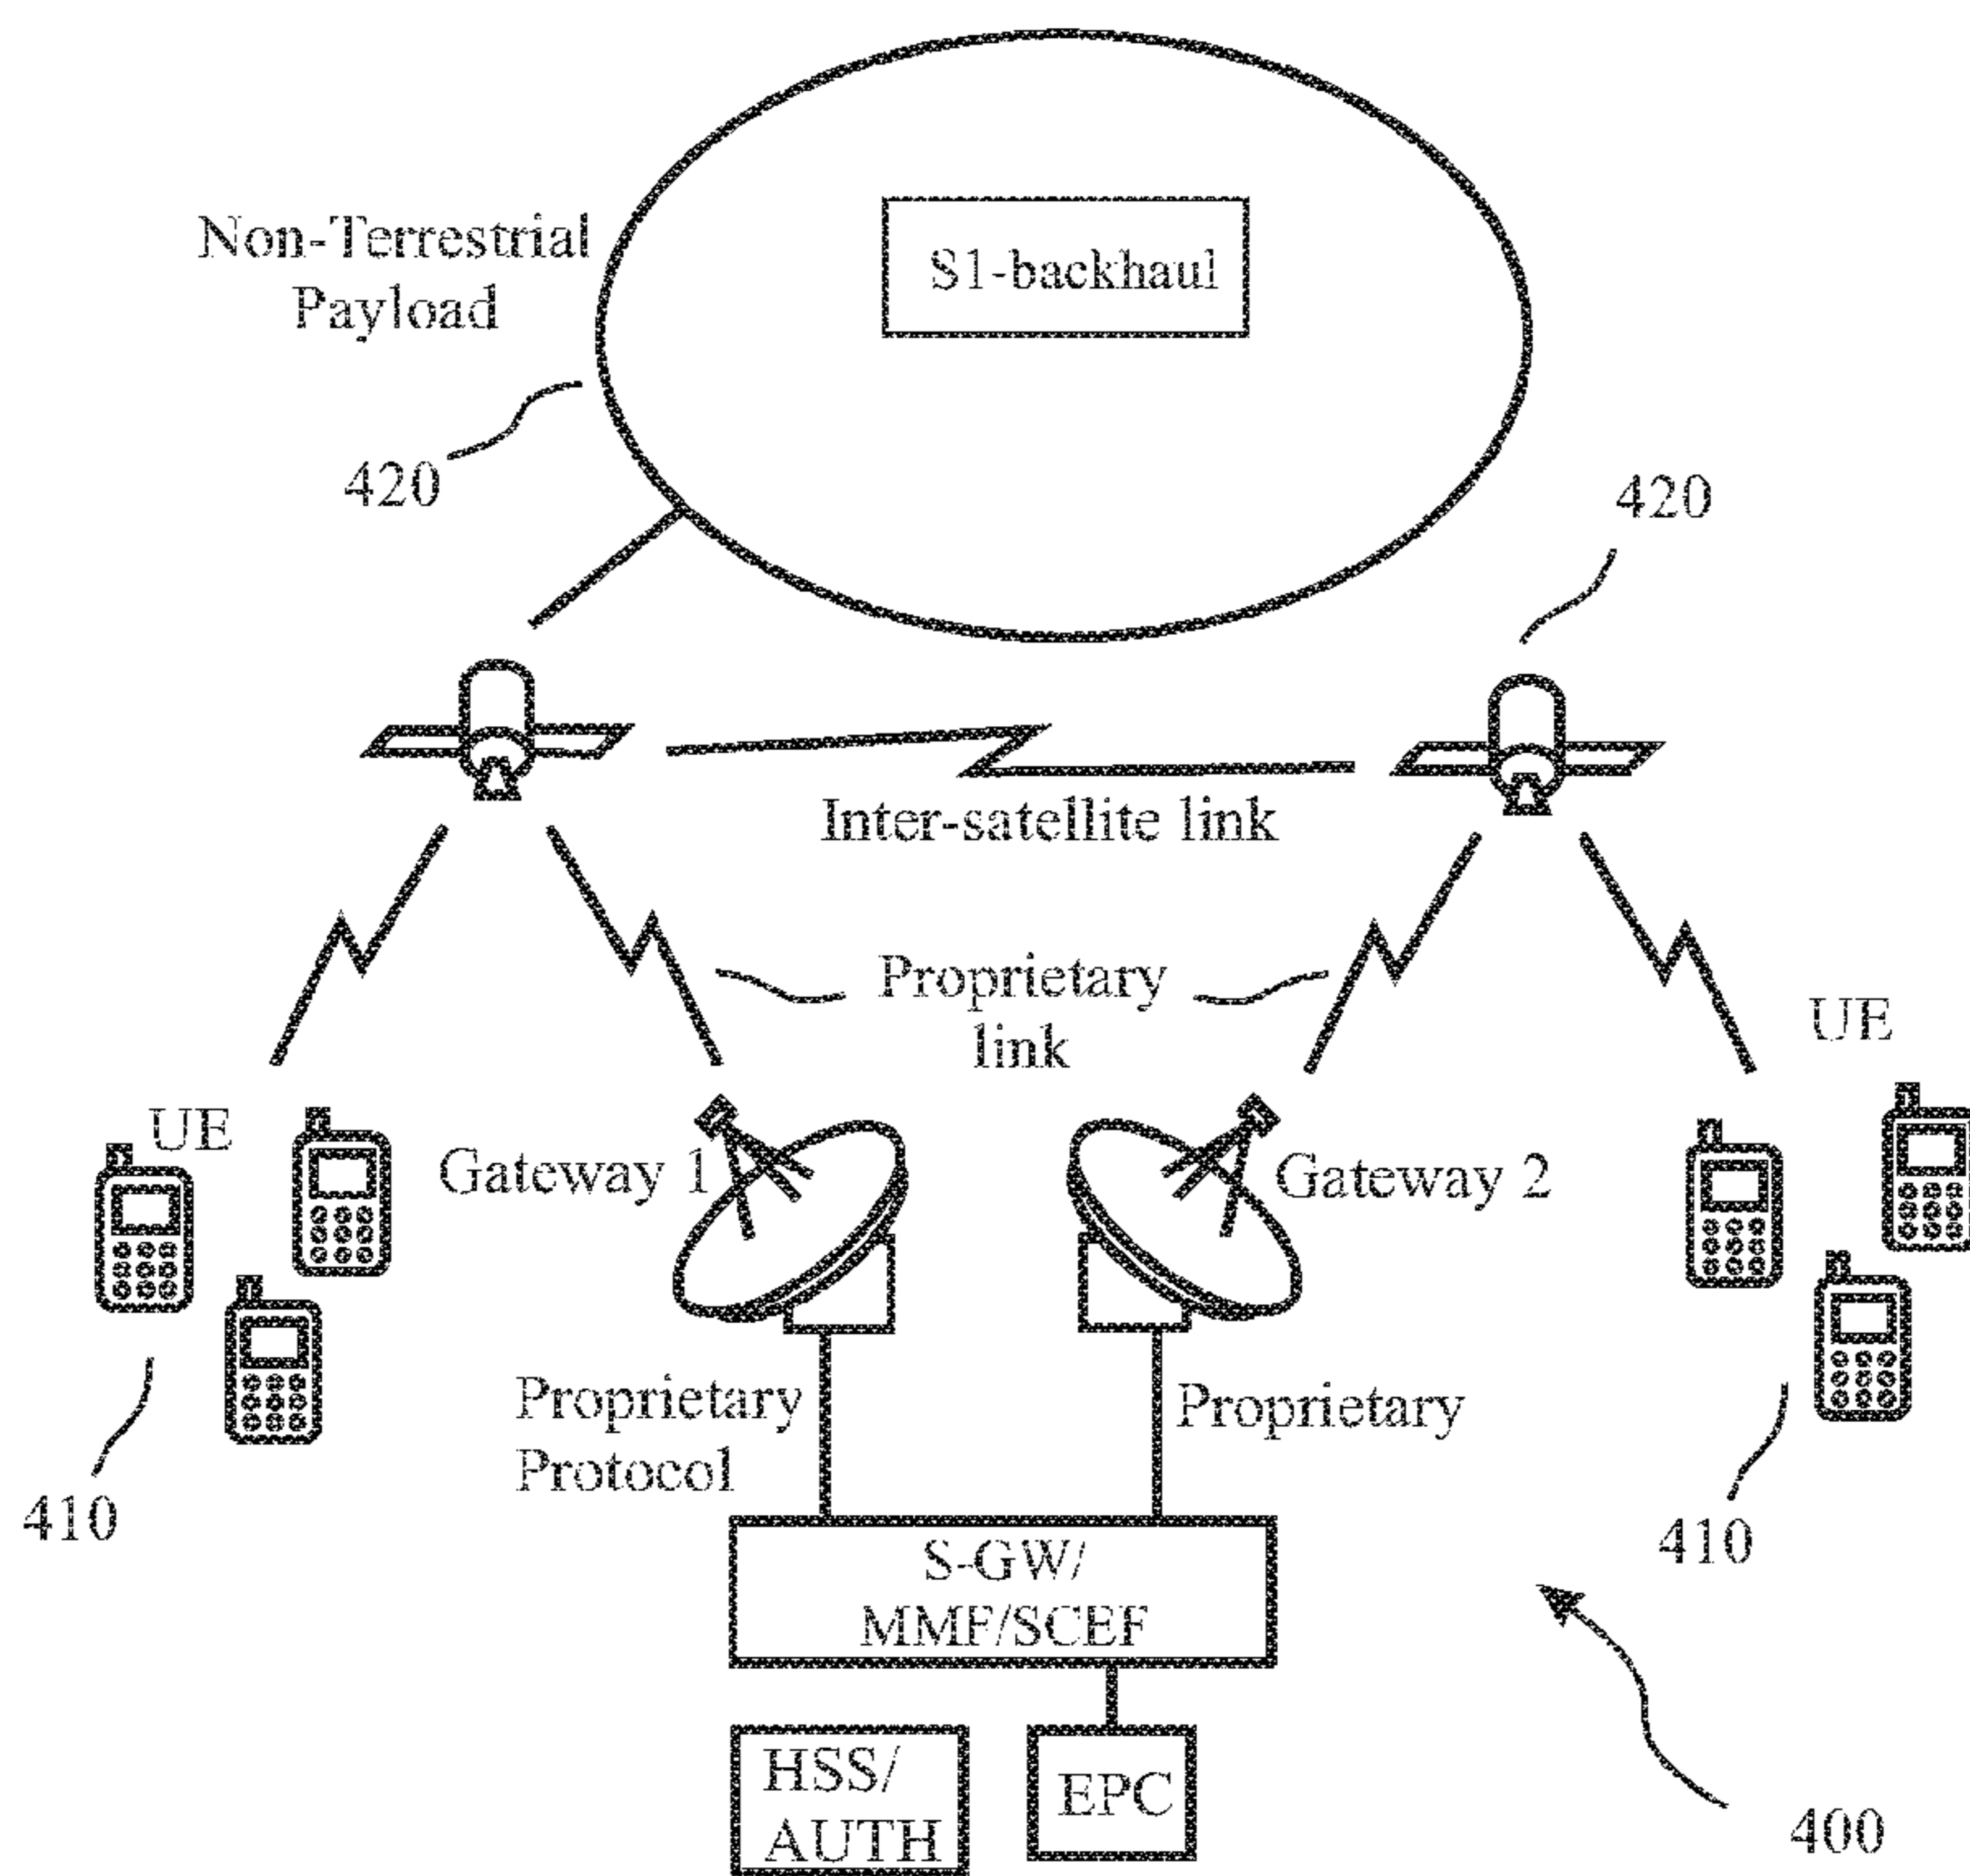 Non-Terrestrial
Payload
S1-backhaul
420
420
Inter-satellite link
Proprietary
link
UE
UE
Gateway 1
Gateway 2
Proprietary
Protocol
Proprietary
410
410
S-GW/
MMF/SCEF
HSS/
AUTH
EPC
400